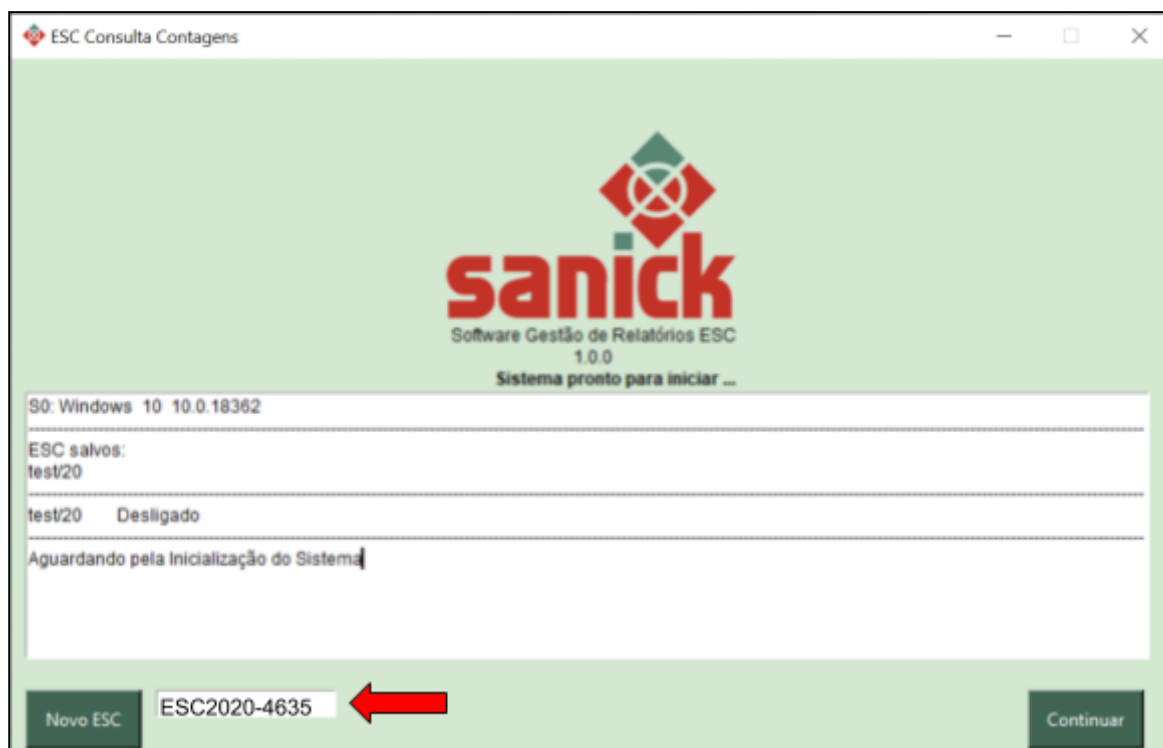 ESC Consulta Contagens
sanick
Software Gestão de Relatórios ESC
1.0.0
Sistema pronto para iniciar ...
S0: Windows 10 10.0.18362
ESC salvos:
test/20
test/20 Desligado
Aguardando pela Inicialização do Sistema
Novo ESC
ESC2020-4635
Continuar